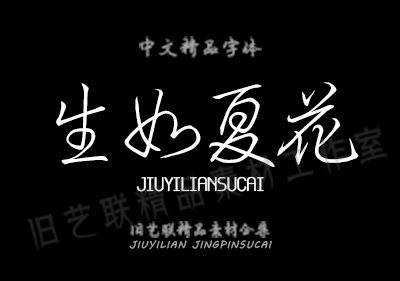 中文精品字体
生如夏花
JIUYILIANSUCAI
旧艺联精品素材工作室
旧艺联精品素材合集
JIUYILIAN JINGPINSUCAI